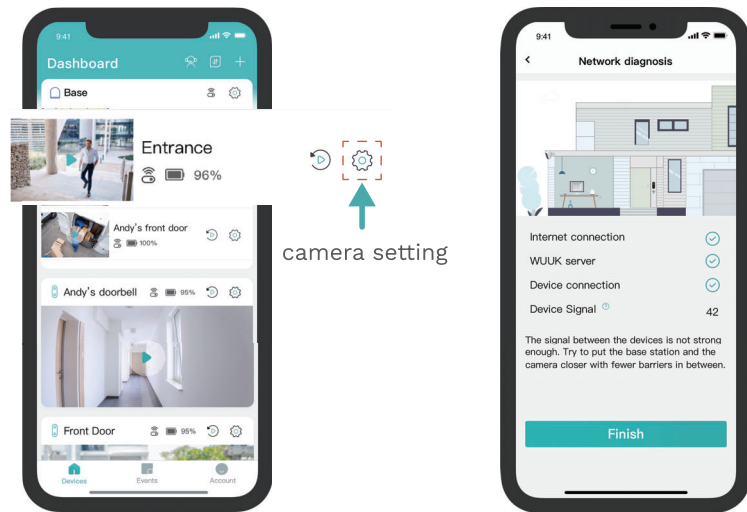 9:41
Dashboard
Base
Entrance
96%
Andy's front door
100%
camera setting
Andy's doorbell 95%
Front Door 95%
Devices Events Account
9:41
Network diagnosis
Internet connection
WUUK server
Device connection
Device Signal ? 42
The signal between the devices is not strong
enough. Try to put the base station and the
camera closer with fewer barriers in between.
Finish